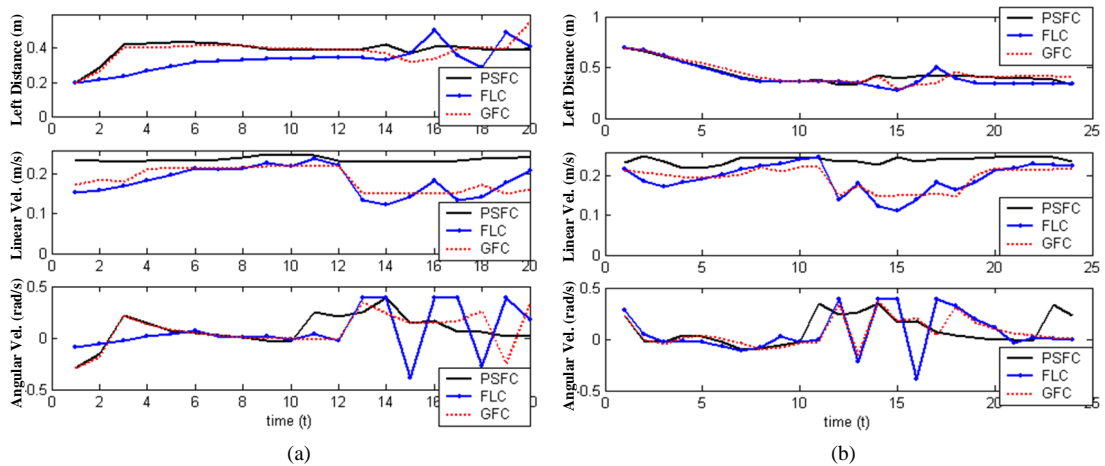 (a)
Left Distance (m)
0.4
0.2
0
0 2 4 6 8 10 12 14 16 18 20
PSFC
FLC
GFC
Linear Vel. (m/s)
0.2
0.1
0
0 2 4 6 8 10 12 14 16 18 20
PSFC
FLC
GFC
Angular Vel. (rad/s)
0.5
0
-0.5
0 2 4 6 8 10 12 14 16 18 20
PSFC
FLC
GFC
time (t)
(b)
Left Distance (m)
1
0.5
0
0 5 10 15 20 25
PSFC
FLC
GFC
Linear Vel. (m/s)
0.2
0.1
0
0 5 10 15 20 25
PSFC
FLC
GFC
Angular Vel. (rad/s)
0.5
0
-0.5
0 5 10 15 20 25
PSFC
FLC
GFC
time (t)